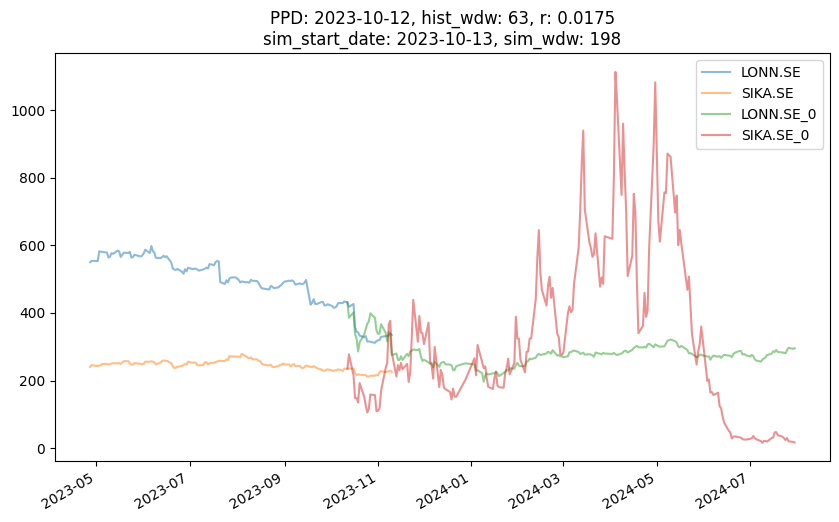 PPD: 2023-10-12, hist_wdw: 63, r: 0.0175
sim_start_date: 2023-10-13, sim_wdw: 198
LONN.SE
SIKA.SE
LONN.SE_0
SIKA.SE_0
1000
800
600
400
200
0
2023-05
2023-07
2023-09
2023-11
2024-01
2024-03
2024-05
2024-07